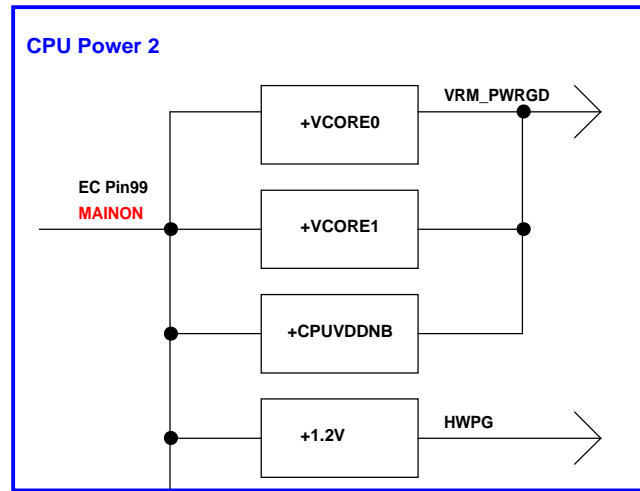 CPU Power 2
VRM_PWRGD
+VCORE0
EC Pin99
MAINON
+VCORE1
+CPUVDDNB
HWPG
+1.2V